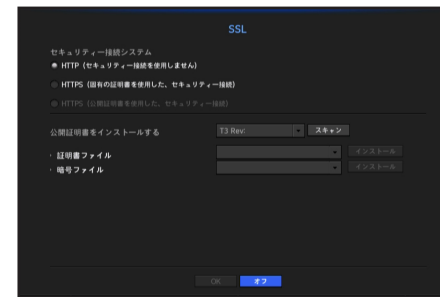 SSL
セキュリティー接続システム
HTTP (セキュリティー接続を使用しません)
HTTPS (固有の証明書を使用した、セキュリティー接続)
HTTPS (公開証明書を使用した、セキュリティー接続)
公開証明書をインストールする T3 Rev: スキャン
· 証明書ファイル インストール
· 暗号ファイル インストール
OK オフ